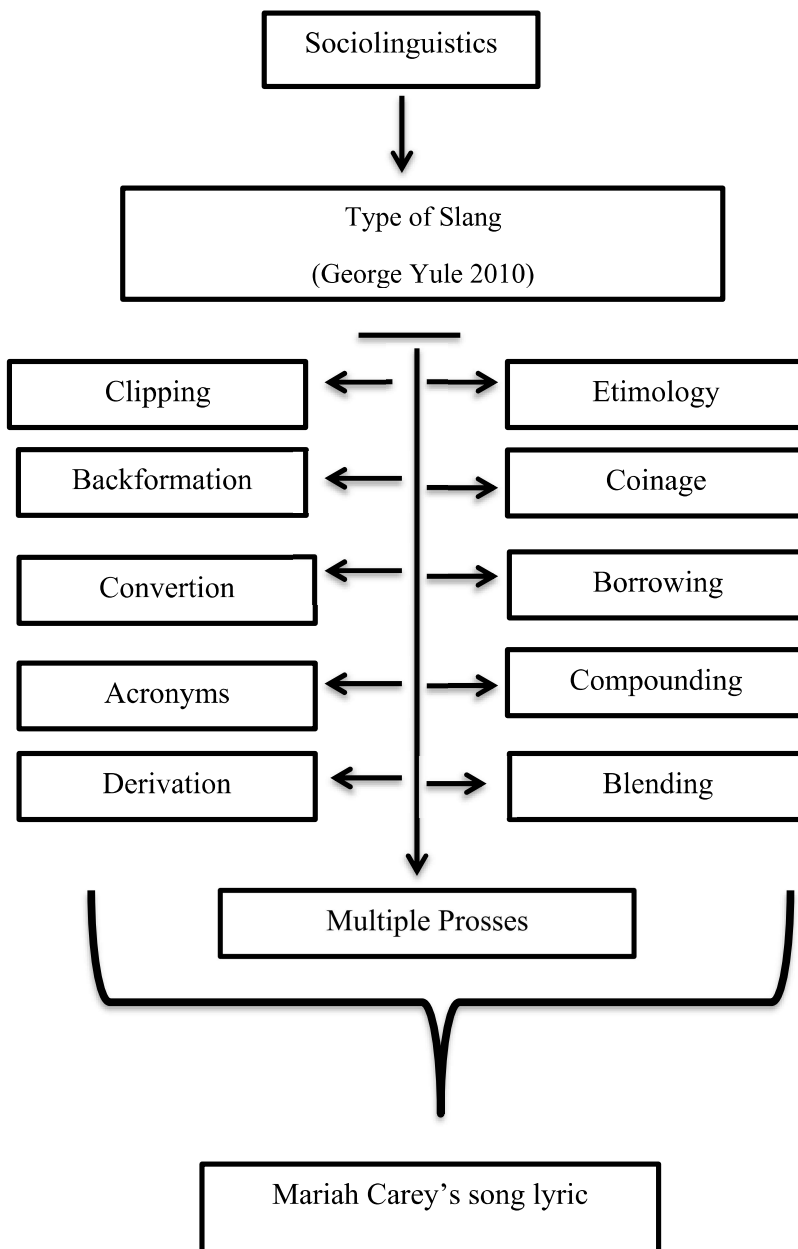 Sociolinguistics
Type of Slang
(George Yule 2010)
Clipping
Etimology
Backformation
Coinage
Convertion
Borrowing
Acronyms
Compounding
Derivation
Blending
Multiple Prosses
Mariah Carey’s song lyric